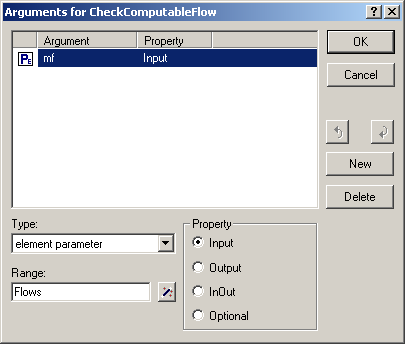 Arguments for CheckComputableFlow
Argument Property
PE mf Input
OK
Cancel
New
Delete
Type:
element parameter
Range:
Flows
Property
Input
Output
InOut
Optional